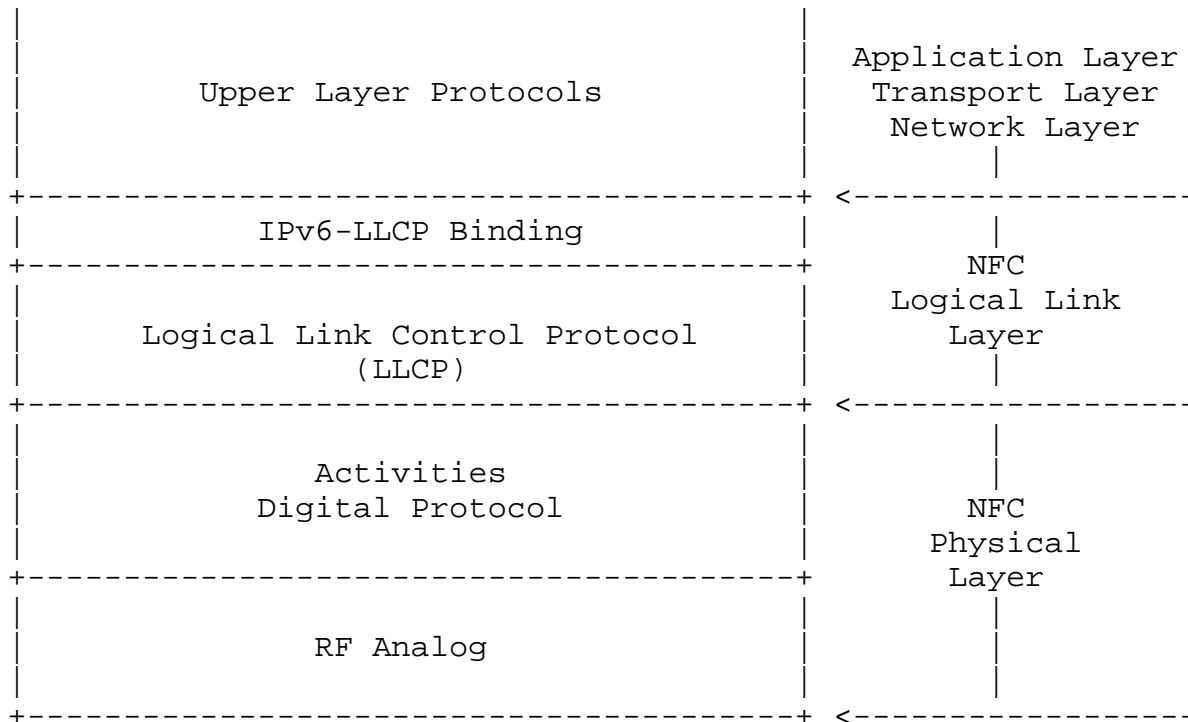 Application Layer
Upper Layer Protocols Transport Layer
Network Layer
IPv6-LLCP Binding
NFC
Logical Link
Logical Link Control Protocol Layer
(LLCP)
Activities
Digital Protocol NFC
Physical
Layer
RF Analog